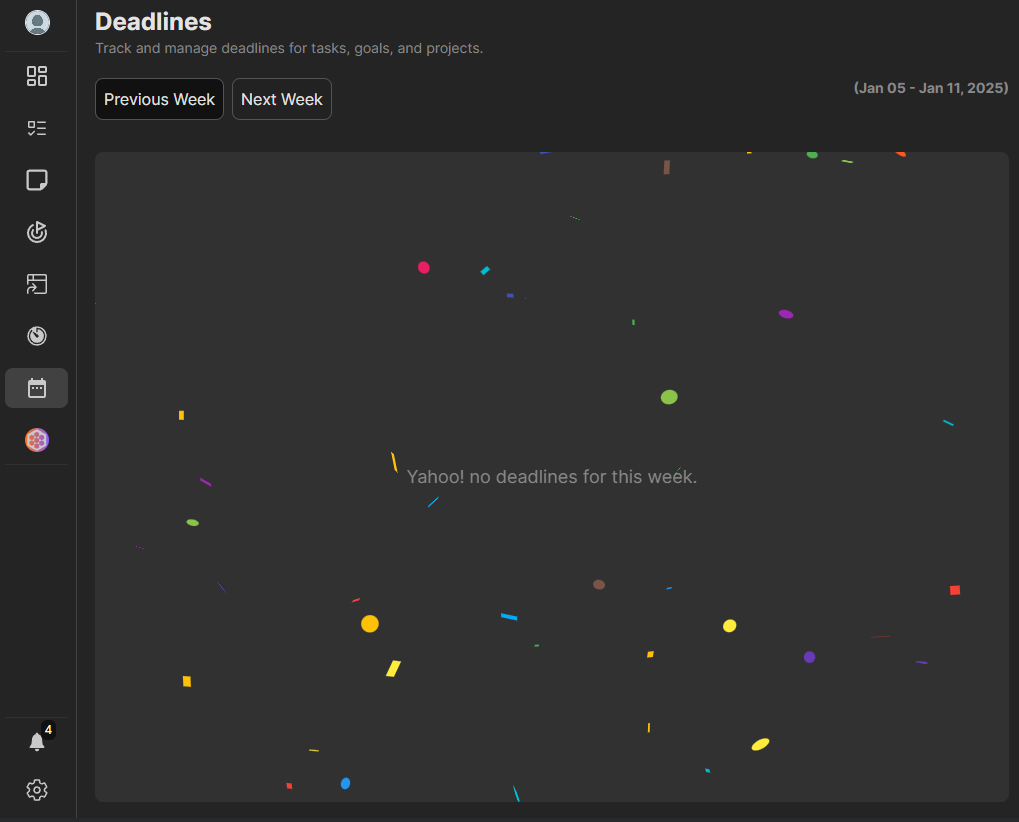 Deadlines
Track and manage deadlines for tasks, goals, and projects.
Previous Week
Next Week
(Jan 05 - Jan 11, 2025)
Yahoo! no deadlines for this week.
4